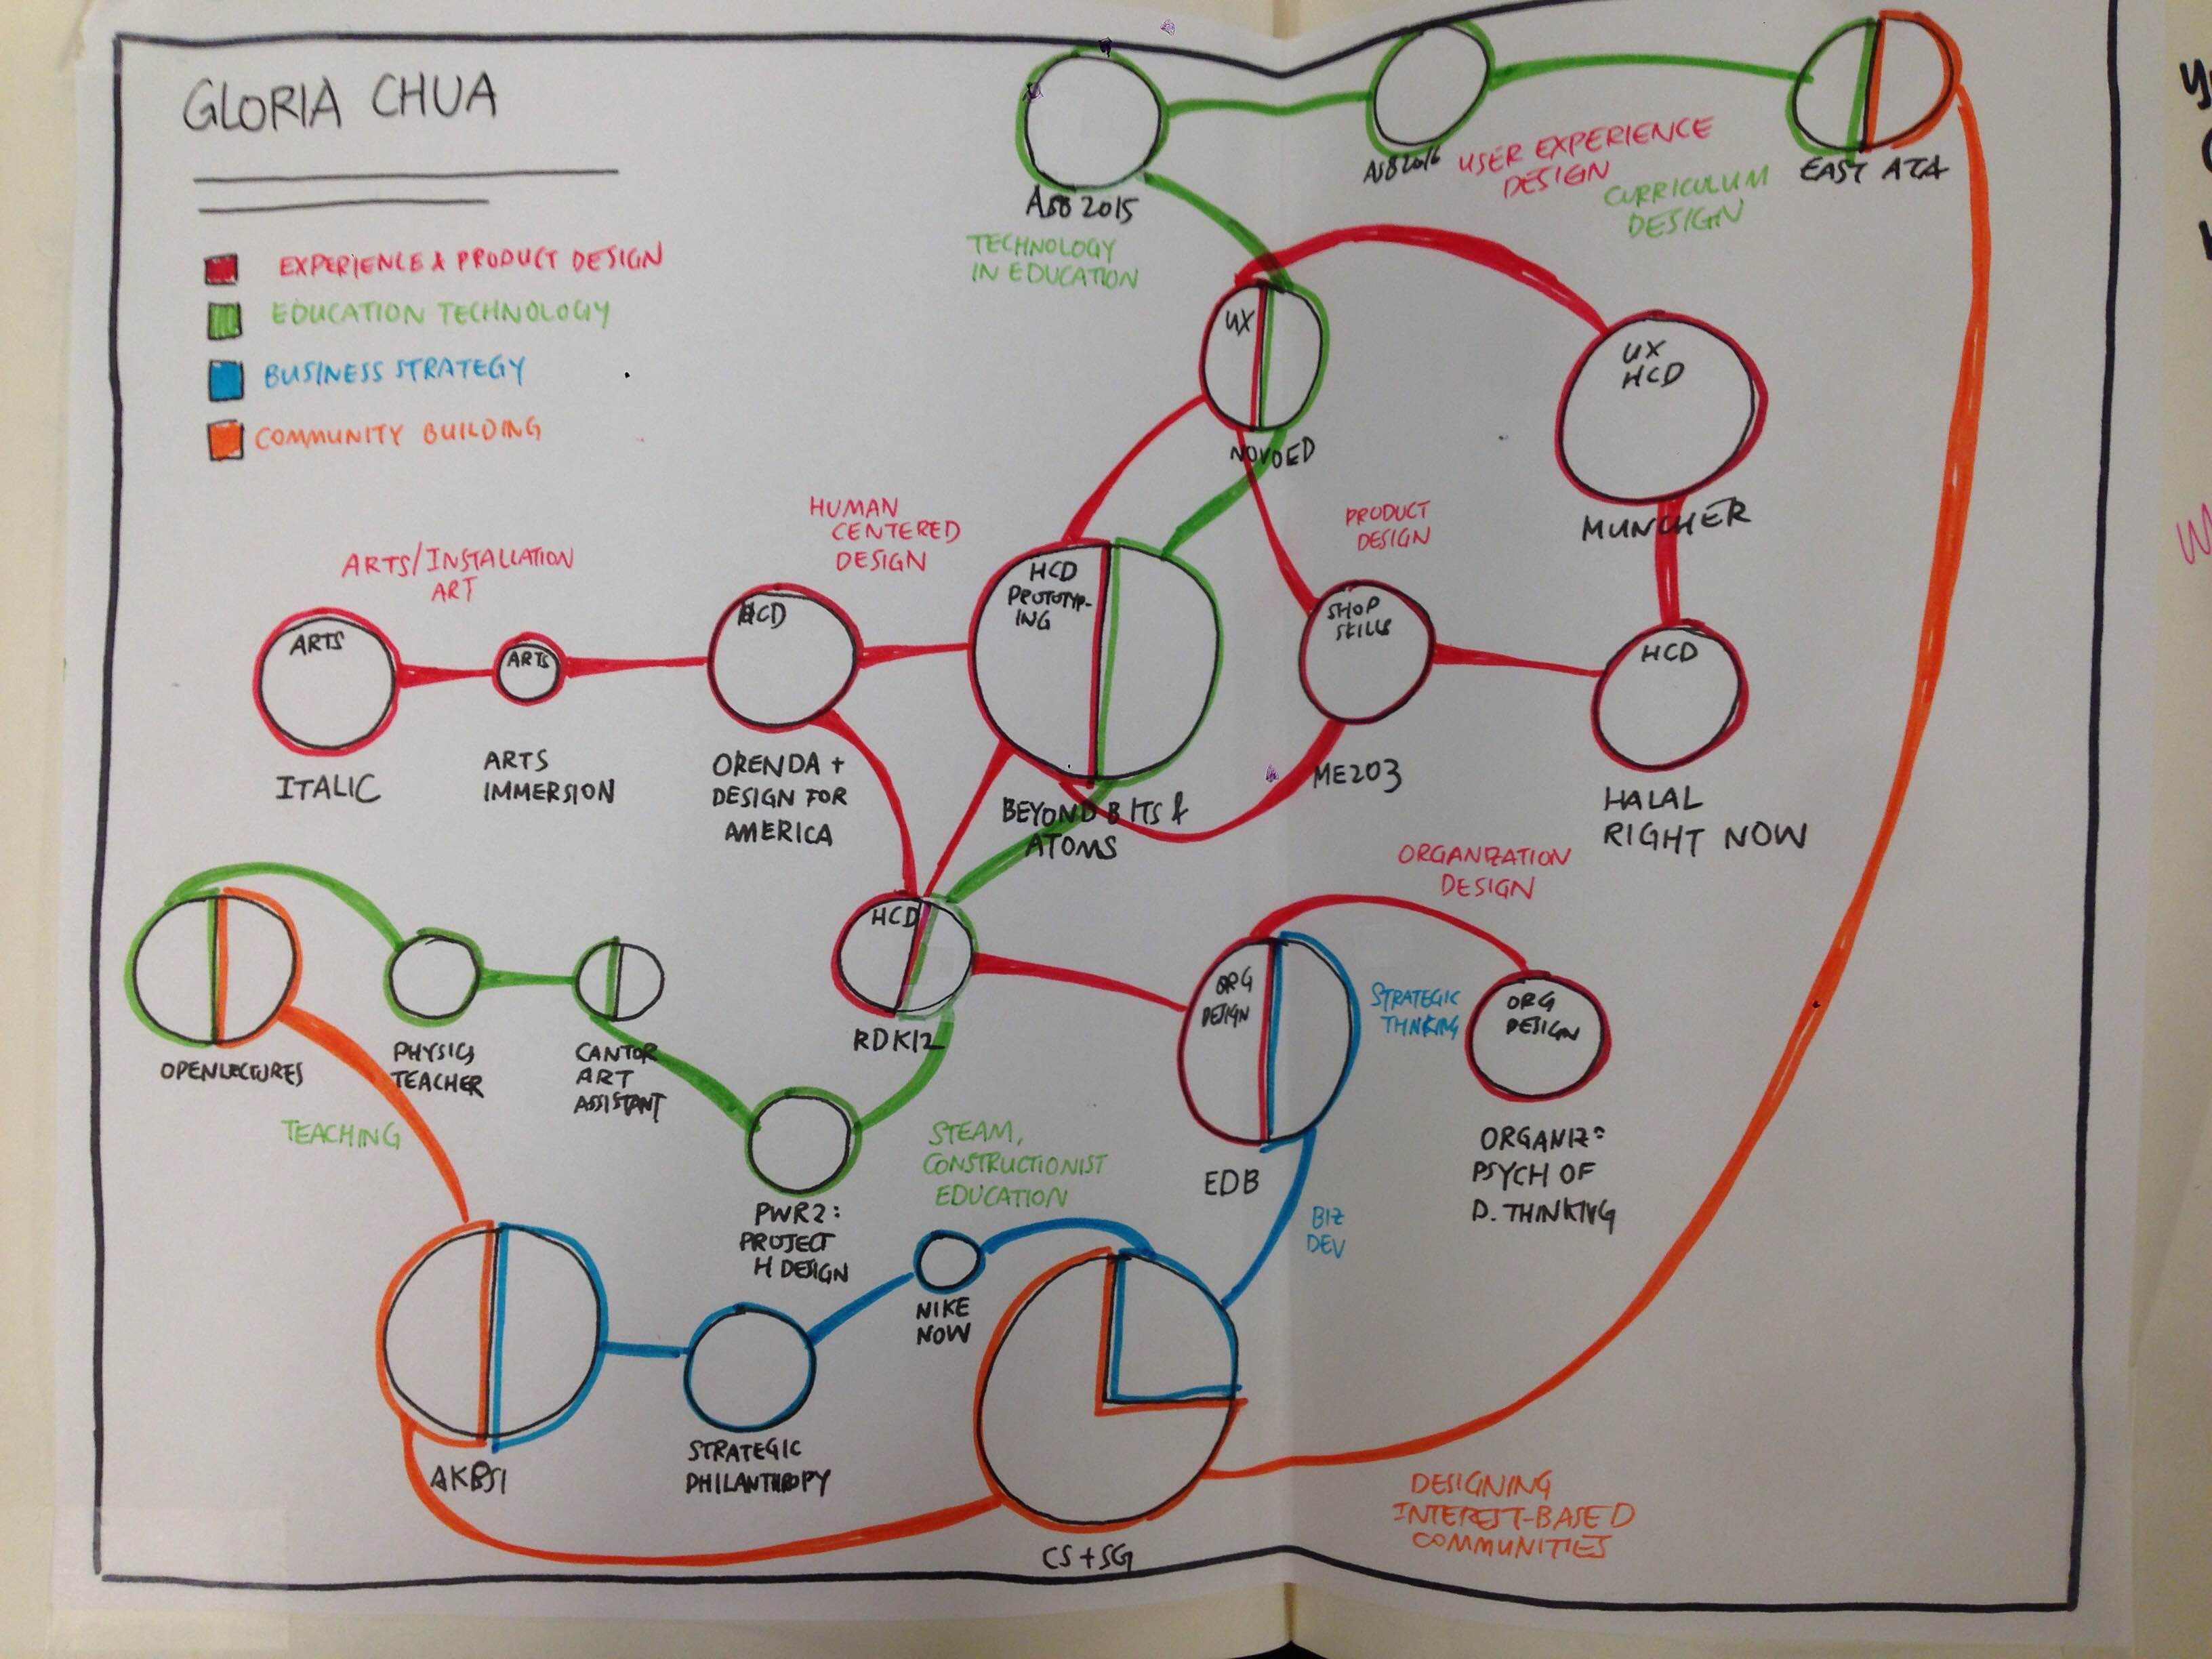 GLORIA CHUA
EXPERIENCE & PRODUCT DESIGN
EDUCATION TECHNOLOGY
BUSINESS STRATEGY
COMMUNITY BUILDING
ASB 2015
TECHNOLOGY
IN EDUCATION
ASB 2016
USER EXPERIENCE
DESIGN
CURRICULUM
DESIGN
EAST ATA
UX
NOVOED
UX
HCD
MUNCHER
HUMAN
CENTERED
DESIGN
PRODUCT
DESIGN
ARTS/INSTALLATION
ART
ARTS
ITALIC
ARTS
ARTS
IMMERSION
HCD
ORENDA +
DESIGN FOR
AMERICA
HCD
PROTOTYP-
ING
BEYOND BITS &
ATOMS
SHOP
SKILLS
ME203
HCD
HALAL
RIGHT NOW
ORGANIZATION
DESIGN
OPENLECTURES
PHYSICS
TEACHER
CANTOR
ART
ASSISTANT
HCD
RDK12
ORG
DESIGN
EDB
STRATEGIC
THINKING
ORG
DESIGN
ORGANIZ:
PSYCH OF
D. THINKING
TEACHING
PWR2:
PROJECT
H DESIGN
STEAM,
CONSTRUCTIONIST
EDUCATION
BIZ
DEV
NIKE
NOW
AKPSI
STRATEGIC
PHILANTHROPY
CS+SG
DESIGNING
INTEREST-BASED
COMMUNITIES